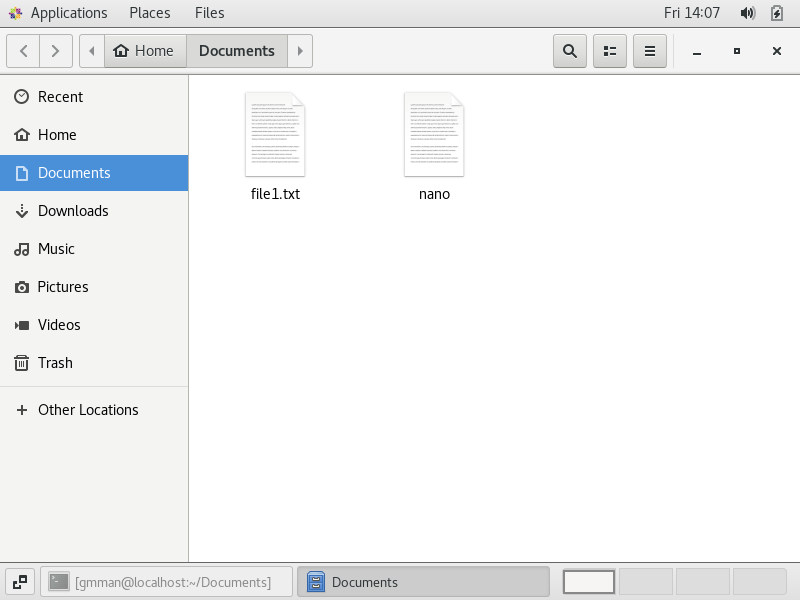 Applications Places Files Fri 14:07
Home Documents
Recent
Home
Documents
Downloads
Music
Pictures
Videos
Trash
Other Locations
file1.txt nano
[gmman@localhost:~/Documents] Documents